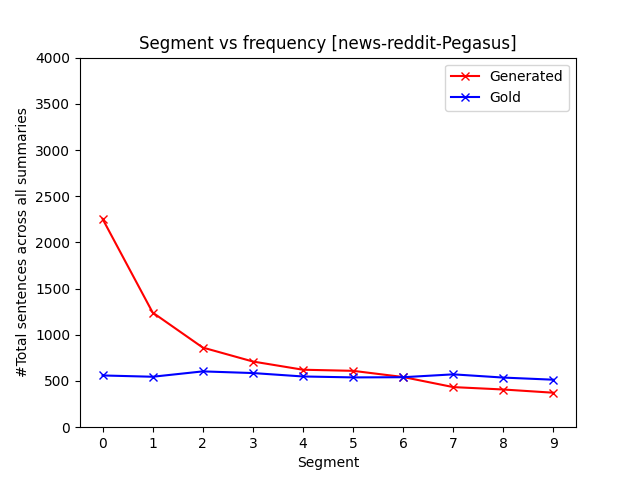 Segment vs frequency [news-reddit-Pegasus]
Generated
Gold
#Total sentences across all summaries
4000
3500
3000
2500
2000
1500
1000
500
0
0 1 2 3 4 5 6 7 8 9
Segment